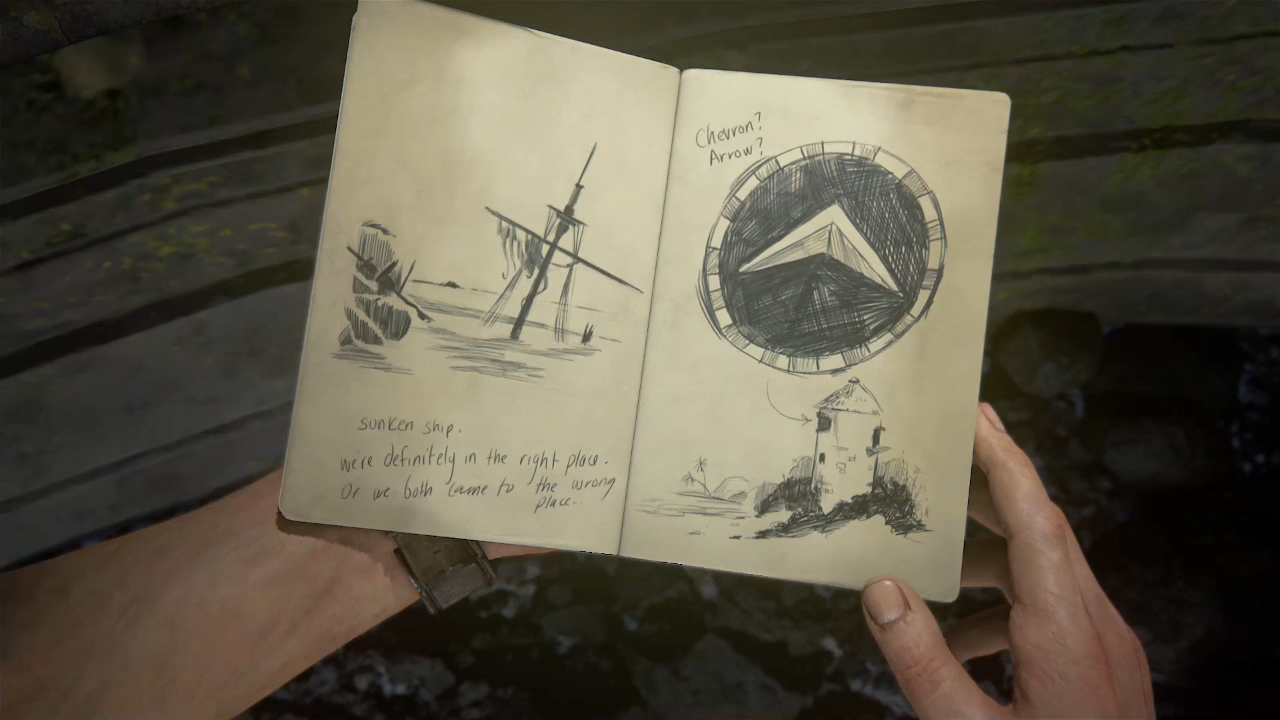 sunken ship.
we're definitely in the right place.
Or we both came to the wrong
place.
Chevron?
Arrow?